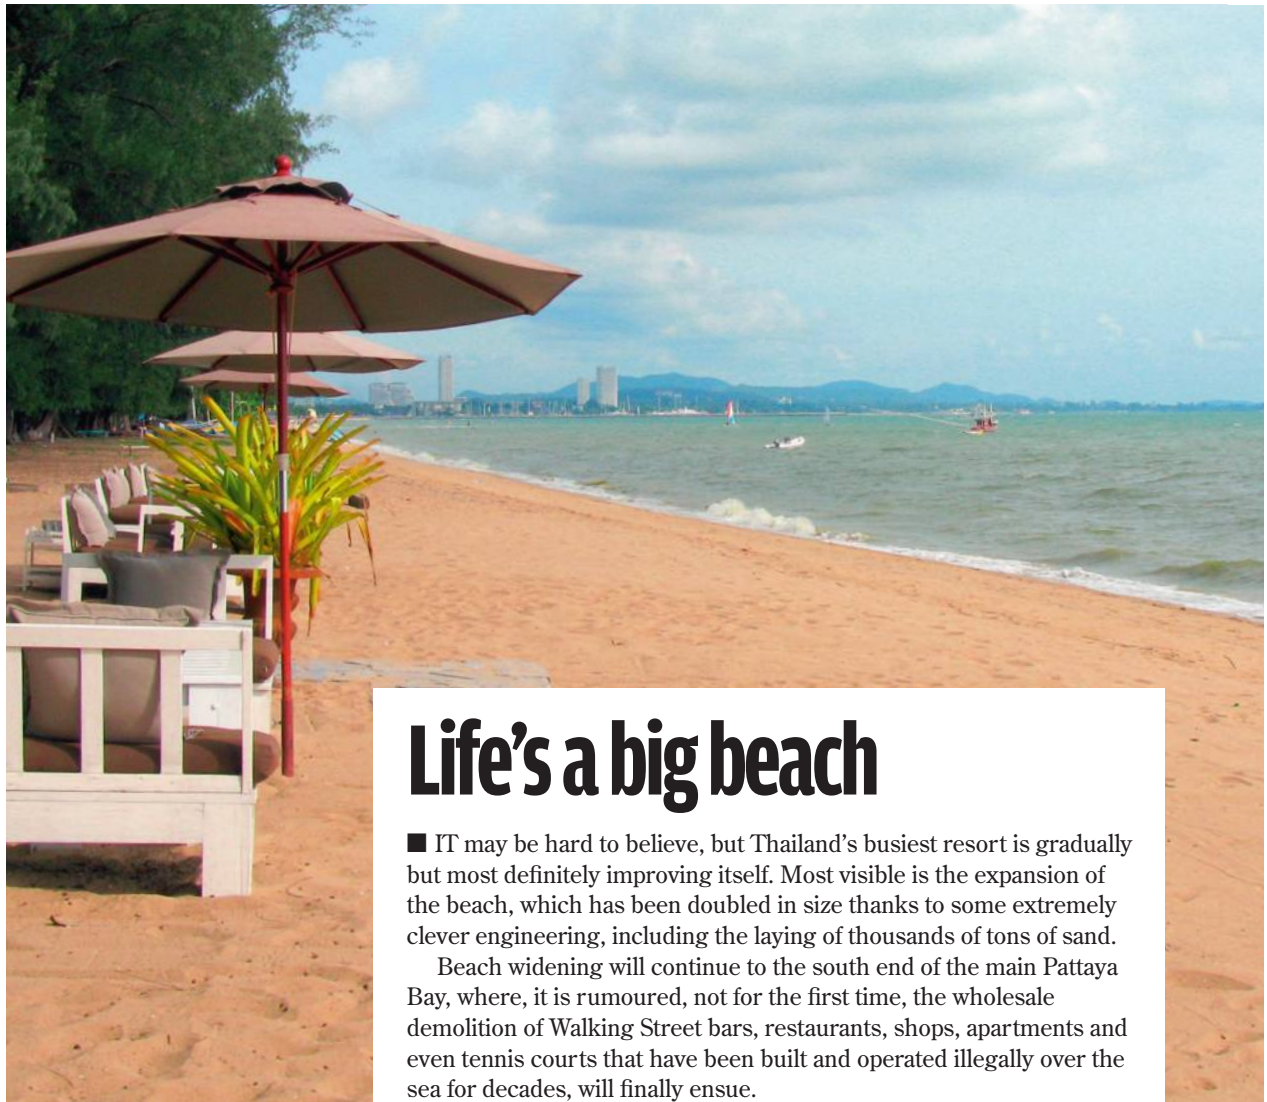 Life's a big beach
■ IT may be hard to believe, but Thailand's busiest resort is gradually
but most definitely improving itself. Most visible is the expansion of
the beach, which has been doubled in size thanks to some extremely
clever engineering, including the laying of thousands of tons of sand.
Beach widening will continue to the south end of the main Pattaya
Bay, where, it is rumoured, not for the first time, the wholesale
demolition of Walking Street bars, restaurants, shops, apartments and
even tennis courts that have been built and operated illegally over the
sea for decades, will finally ensue.